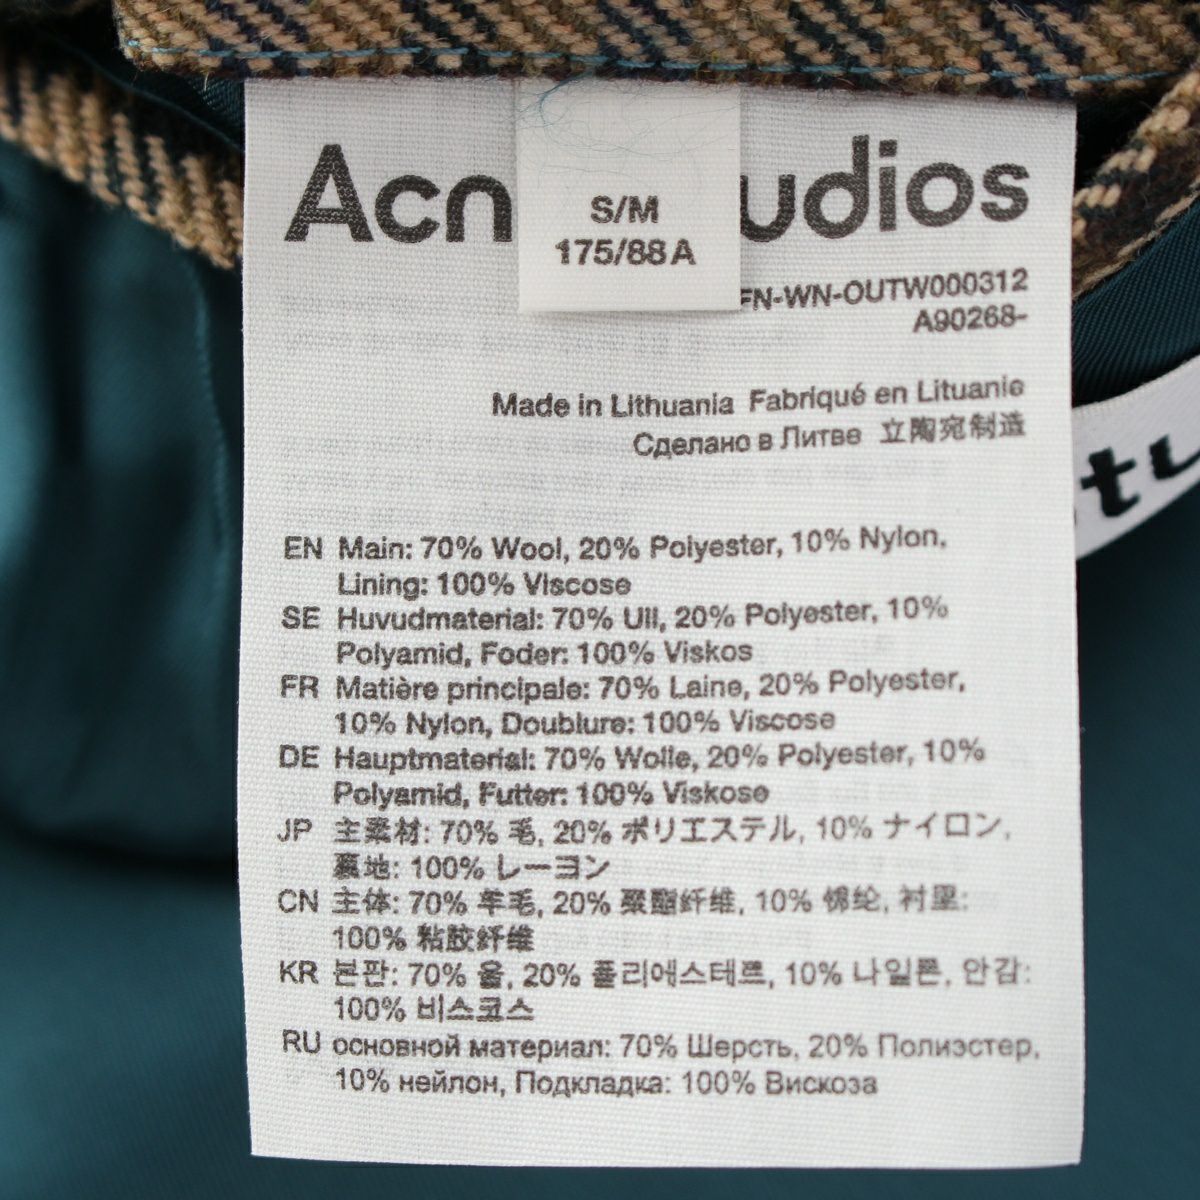 Acn
udios
S/M
175/88A
FN-WN-OUTW000312
A90268-
Made in Lithuania Fabriqué en Lituanie
Сделано в Литве 立陶宛制造
tu
EN Main: 70% Wool, 20% Polyester, 10% Nylon,
Lining: 100% Viscose
SE Huvudmaterial: 70% Ull, 20% Polyester, 10%
Polyamid, Foder: 100% Viskos
FR Matière principale: 70% Laine, 20% Polyester,
10% Nylon, Doublure: 100% Viscose
DE Hauptmaterial: 70% Wolle, 20% Polyester, 10%
Polyamid, Futter: 100% Viskose
JP 主素材: 70% 毛, 20% ポリエステル, 10% ナイロン,
裏地: 100% レーヨン
CN 主体: 70% 羊毛, 20% 聚酯纤维, 10% 锦纶, 衬里:
100% 粘胶纤维
KR 본판: 70% 울, 20% 폴리에스테르, 10% 나일론, 안감:
100% 비스코스
RU основной материал: 70% Шерсть, 20% Полиэстер,
10% нейлон, Подкладка: 100% Вискоза